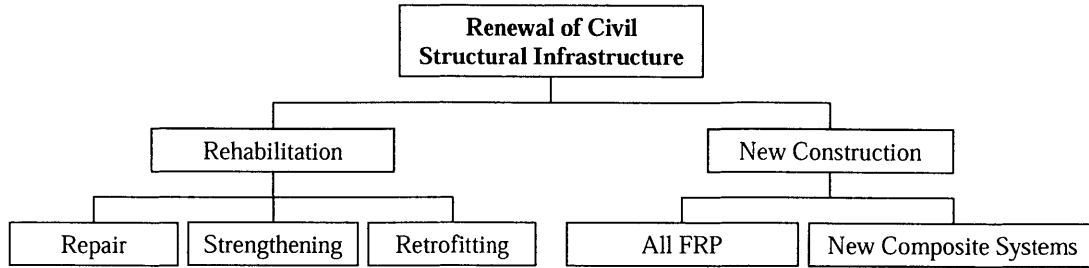 Renewal of Civil
Structural Infrastructure
Rehabilitation
New Construction
Repair
Strengthening
Retrofitting
All FRP
New Composite Systems